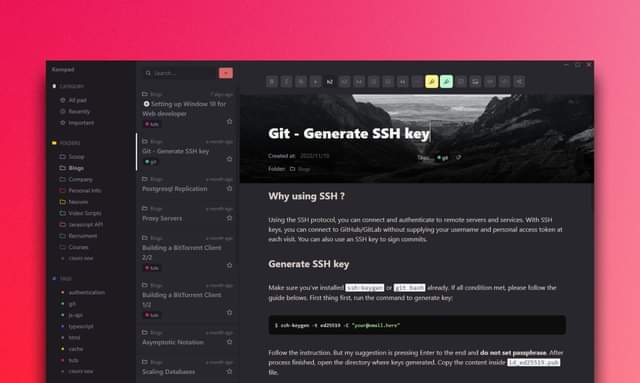 Kompad
CATEGORY
All pad
Recently
Important
FOLDERS
Scoop
Blogs
Company
Personal Info
Neovim
Video Scripts
Javascript API
Recruiment
Courses
Create new
TAGS
authentication
git
js-api
typescript
html
cache
tuts
Create new
Search ...
Blogs
7 days ago
Setting up Window 10 for
Web developer
tuts
Blogs
a month ago
Git - Generate SSH key
git
Blogs
a month ago
Postgresql Replication
Blogs
a month ago
Proxy Servers
Blogs
a month ago
Building a BitTorrent Client
2/2
Blogs
a month ago
Building a BitTorrent Client
1/2
Blogs
a month ago
Asymptotic Notation
Blogs
a month ago
Scaling Databases
h2
Git - Generate SSH key
Created at: 2022/11/10
Tags: git
Folder: Blogs
Why using SSH ?
Using the SSH protocol, you can connect and authenticate to remote servers and services. With SSH
keys, you can connect to GitHub/GitLab without supplying your username and personal access token at
each visit. You can also use an SSH key to sign commits.
Generate SSH key
Make sure you've installed ssh-keygen or git bash already. If all condition met, please follow the
guide belows. First thing first, run the command to generate key:
$ ssh-keygen -t ed25519 -C "your@email.here"
Follow the instruction. But my suggestion is pressing Enter to the end and do not set passphrase. After
process finished, open the directory where keys generated. Copy the content inside id_ed25519.pub
file.